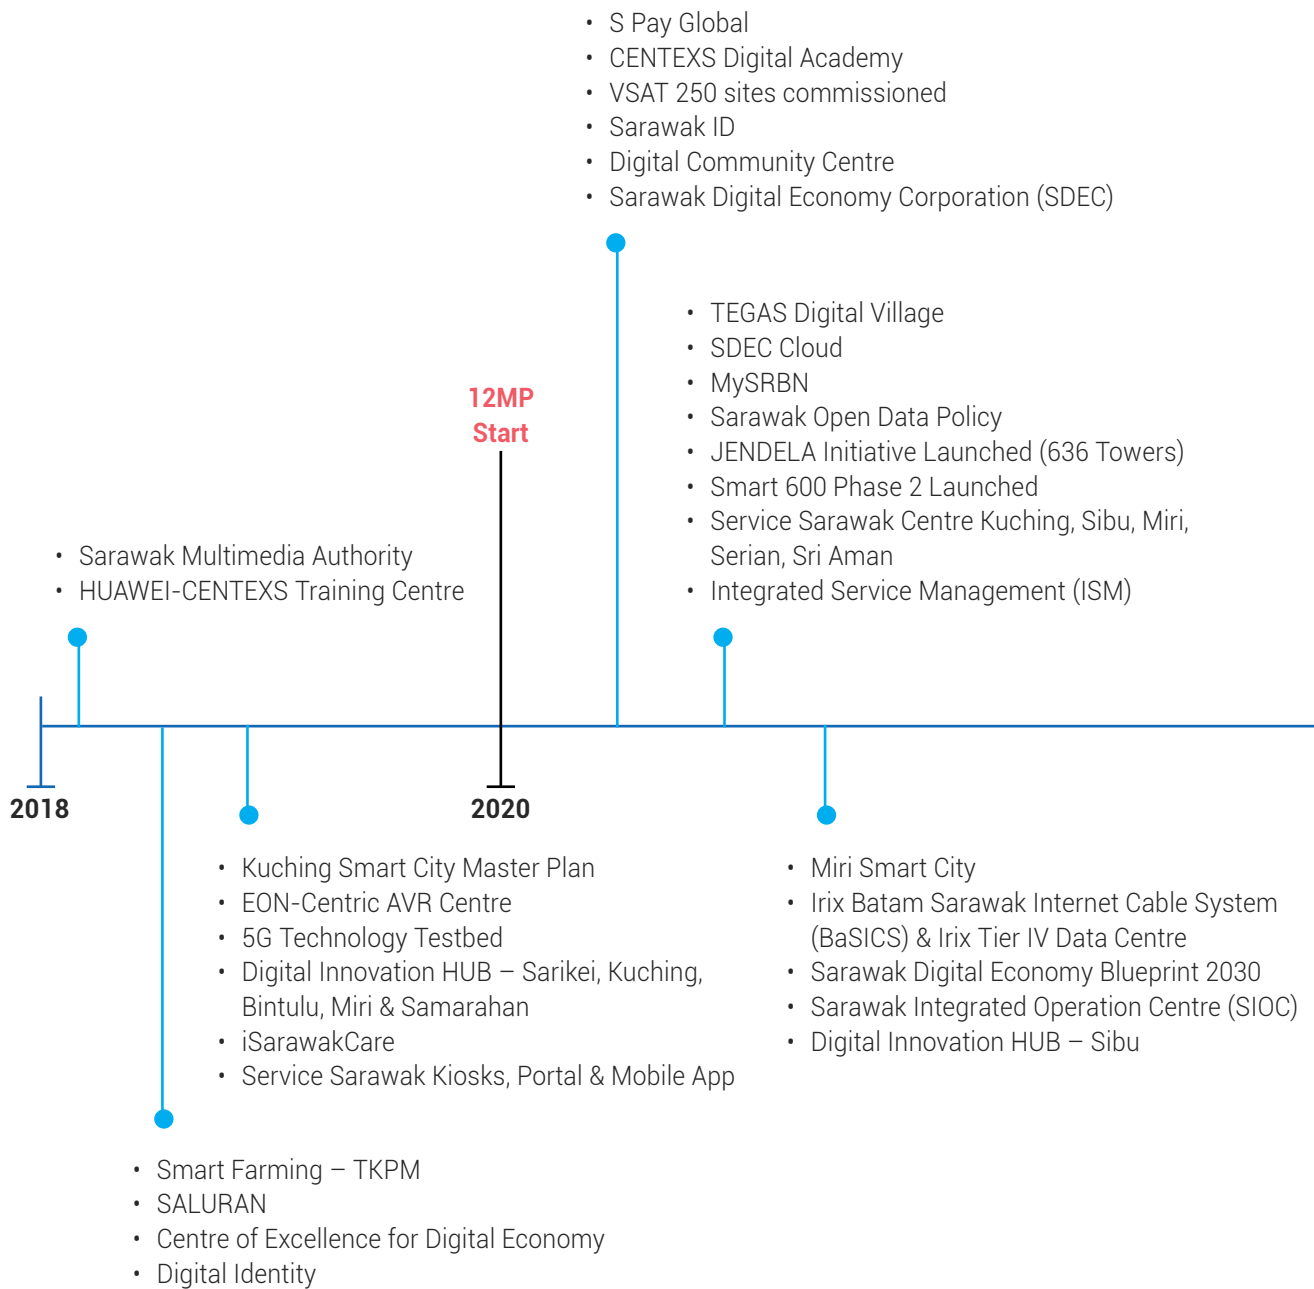 • S Pay Global
• CENTEXS Digital Academy
• VSAT 250 sites commissioned
• Sarawak ID
• Digital Community Centre
• Sarawak Digital Economy Corporation (SDEC)
• TEGAS Digital Village
• SDEC Cloud
• MySRBN
• Sarawak Open Data Policy
• JENDELA Initiative Launched (636 Towers)
• Smart 600 Phase 2 Launched
• Service Sarawak Centre Kuching, Sibu, Miri,
Serian, Sri Aman
• Integrated Service Management (ISM)
12MP
Start
• Sarawak Multimedia Authority
• HUAWEI-CENTEXS Training Centre
2018
2020
• Kuching Smart City Master Plan
• EON-Centric AVR Centre
• 5G Technology Testbed
• Digital Innovation HUB – Sarikei, Kuching,
Bintulu, Miri & Samarahan
• iSarawakCare
• Service Sarawak Kiosks, Portal & Mobile App
• Miri Smart City
• Irix Batam Sarawak Internet Cable System
(BaSICS) & Irix Tier IV Data Centre
• Sarawak Digital Economy Blueprint 2030
• Sarawak Integrated Operation Centre (SIOC)
• Digital Innovation HUB – Sibu
• Smart Farming – TKPM
• SALURAN
• Centre of Excellence for Digital Economy
• Digital Identity